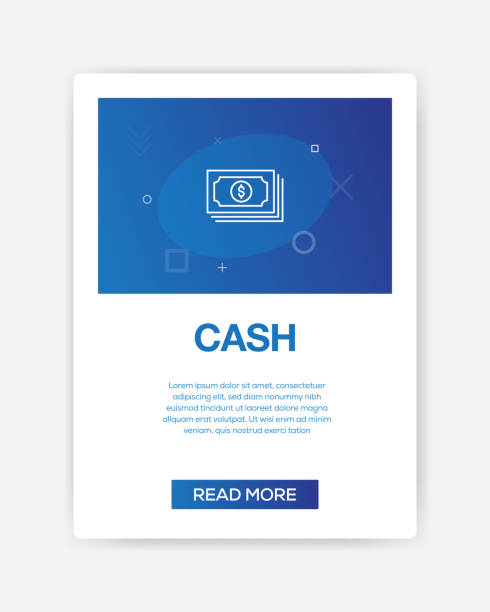 $
CASH
Lorem ipsum dolor sit amet, consectetuer
adipiscing elit, sed diam nonummy nibh
euismod tincidunt ut laoreet dolore magna
aliquam erat volutpat. Ut wisi enim ad minim
veniam, quis nostrud exerci tation
READ MORE